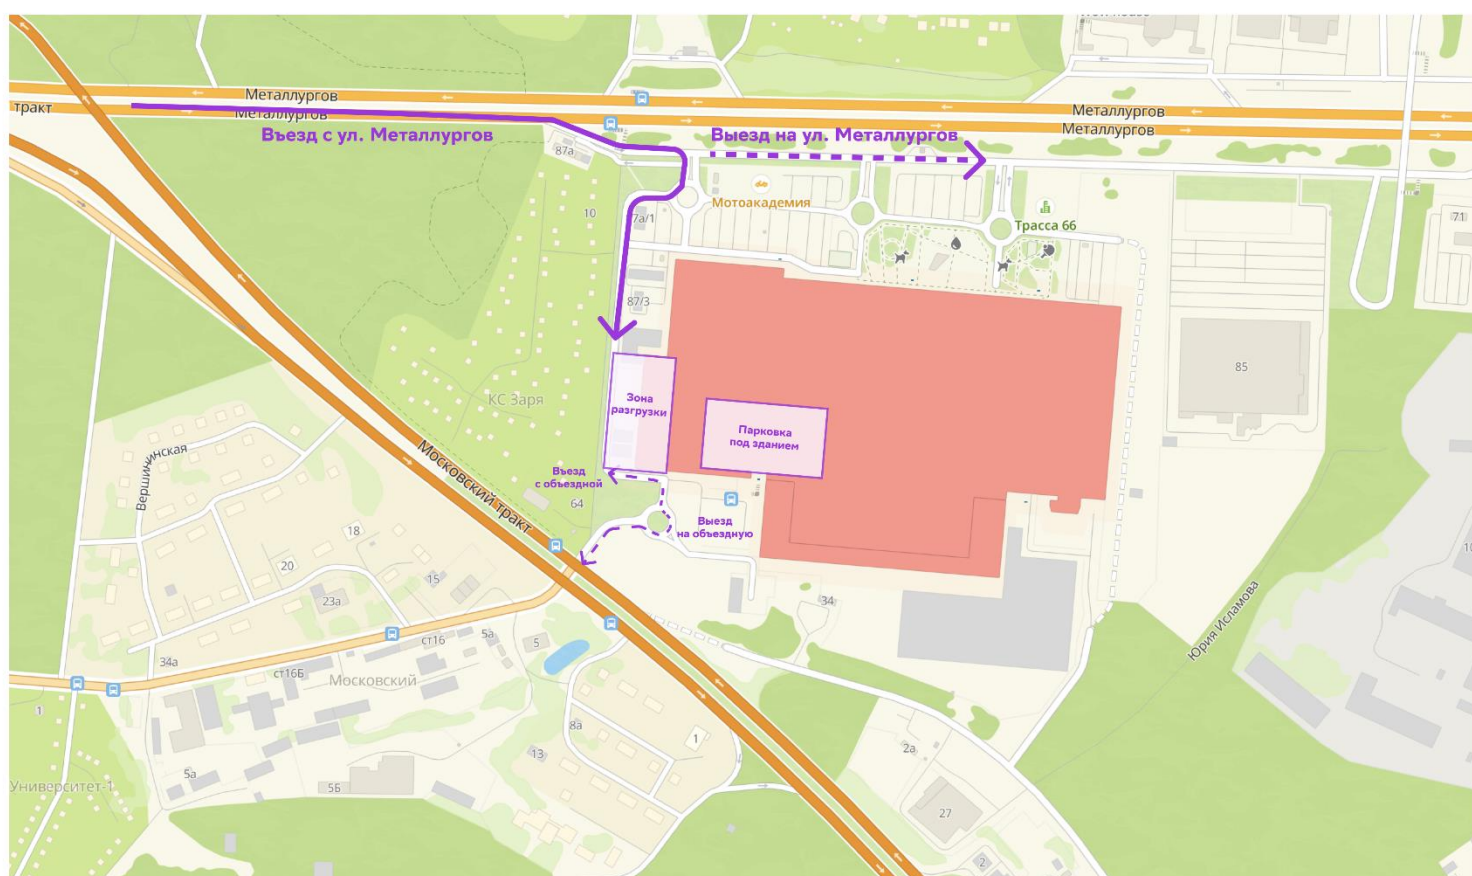 Металлургов
Металлургов
тракт
Металлургов
Металлургов
Въезд с ул. Металлургов
Выезд на ул. Металлургов
87а
Мотоакадемия
10
7а/1
Трасса 66
71
87/3
85
КС Заря
Зона
разгрузки
Парковка
под зданием
Вершининская
Московский тракт
Въезд
с объездной
64
Выезд
на объездную
18
20
15
23а
34
Юрия Исламова
10
ст16
5а
5
34а
ст16Б
Московский
1
8а
1
13
2а
5а
5Б
Университет-1
27
2